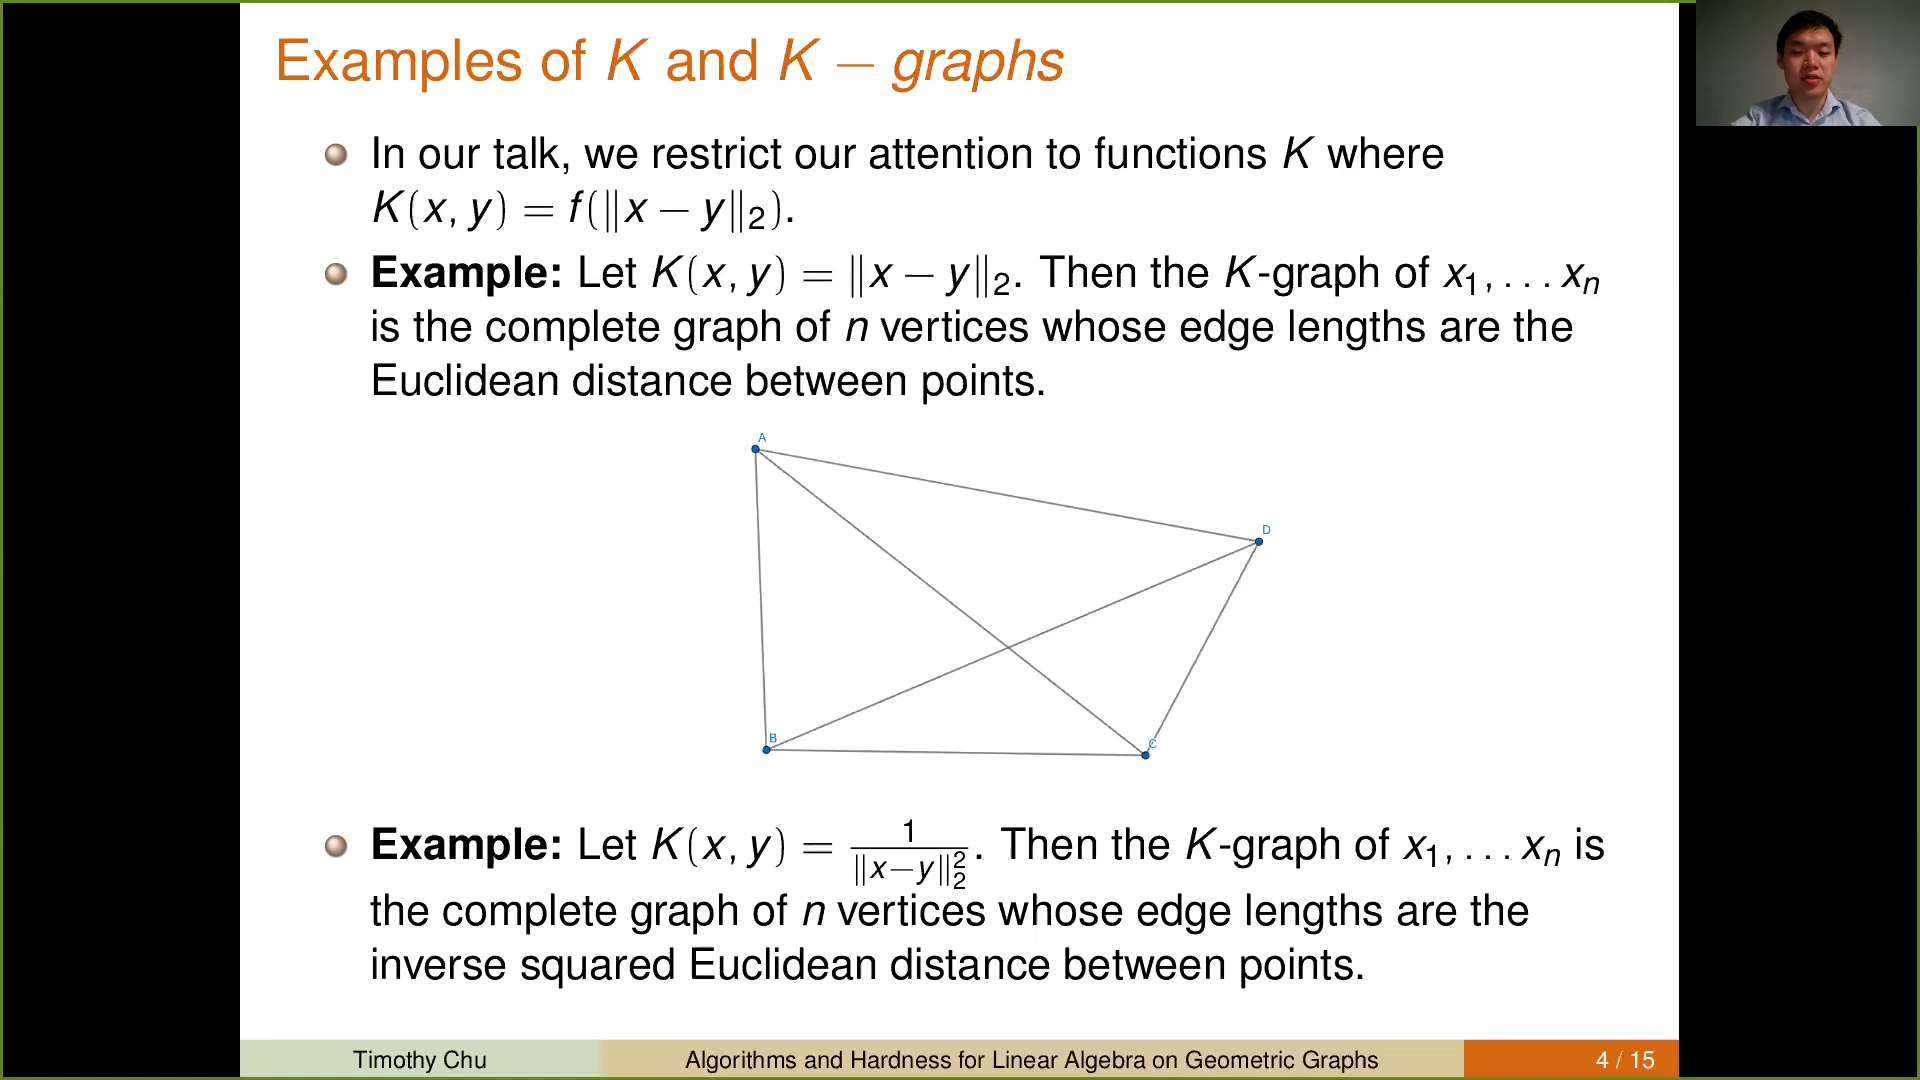 Examples of K and K − graphs
In our talk, we restrict our attention to functions K where
K(x, y) = f(‖x − y‖₂).
Example: Let K(x, y) = ‖x − y‖₂. Then the K-graph of x₁, . . . xₙ
is the complete graph of n vertices whose edge lengths are the
Euclidean distance between points.
A
D
B
C
Example: Let K(x, y) = 1/‖x−y‖₂². Then the K-graph of x₁, . . . xₙ is
the complete graph of n vertices whose edge lengths are the
inverse squared Euclidean distance between points.
Timothy Chu Algorithms and Hardness for Linear Algebra on Geometric Graphs 4 / 15